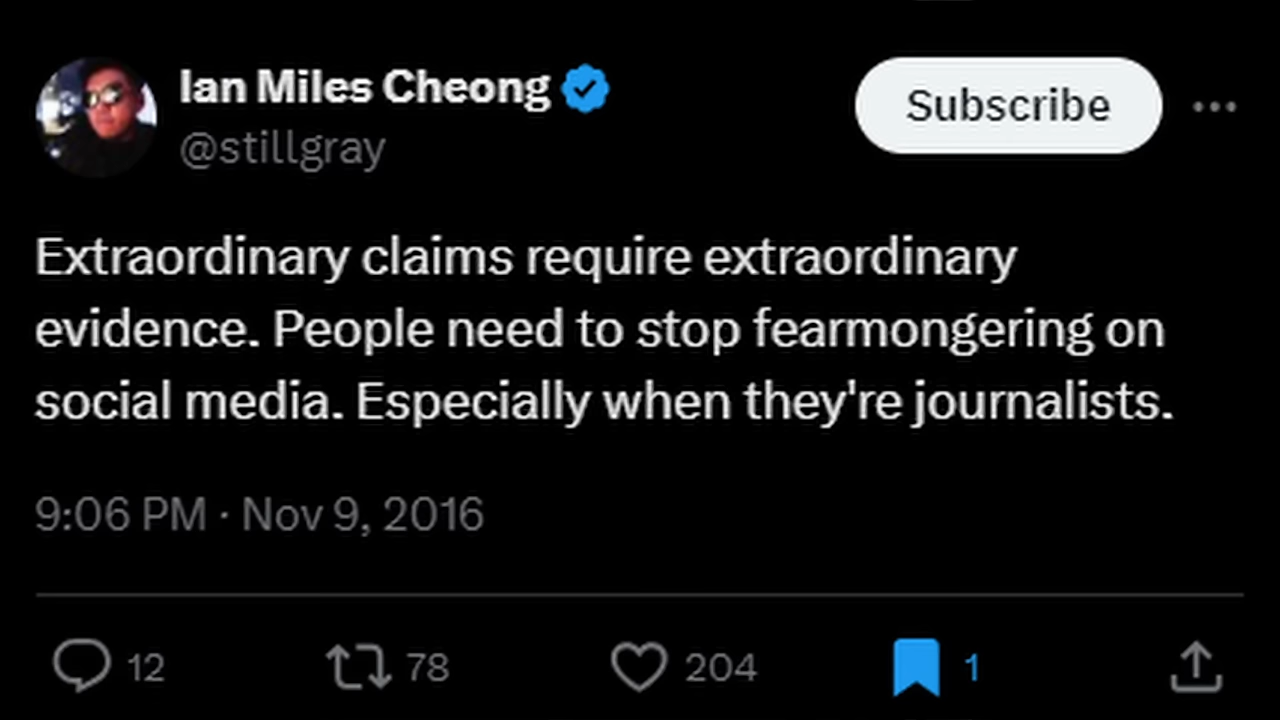 Ian Miles Cheong
@stillgray
Subscribe
Extraordinary claims require extraordinary
evidence. People need to stop fearmongering on
social media. Especially when they're journalists.
9:06 PM · Nov 9, 2016
12 78 204 1